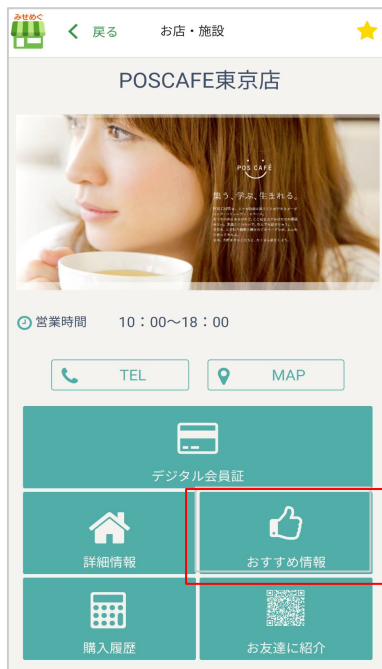 みせめぐ
戻る
お店・施設
POSCAFE東京店
POS CAFÉ
集う、学ぶ、生まれる。
営業時間 10：00〜18：00
TEL
MAP
デジタル会員証
詳細情報
おすすめ情報
購入履歴
お友達に紹介